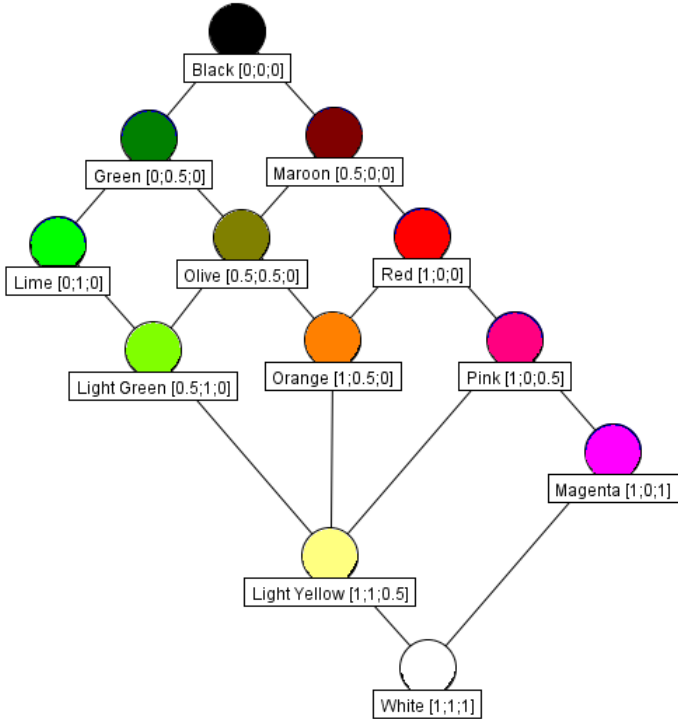 Black [0;0;0]
Green [0;0.5;0]
Maroon [0.5;0;0]
Lime [0;1;0]
Olive [0.5;0.5;0]
Red [1;0;0]
Light Green [0.5;1;0]
Orange [1;0.5;0]
Pink [1;0;0.5]
Magenta [1;0;1]
Light Yellow [1;1;0.5]
White [1;1;1]